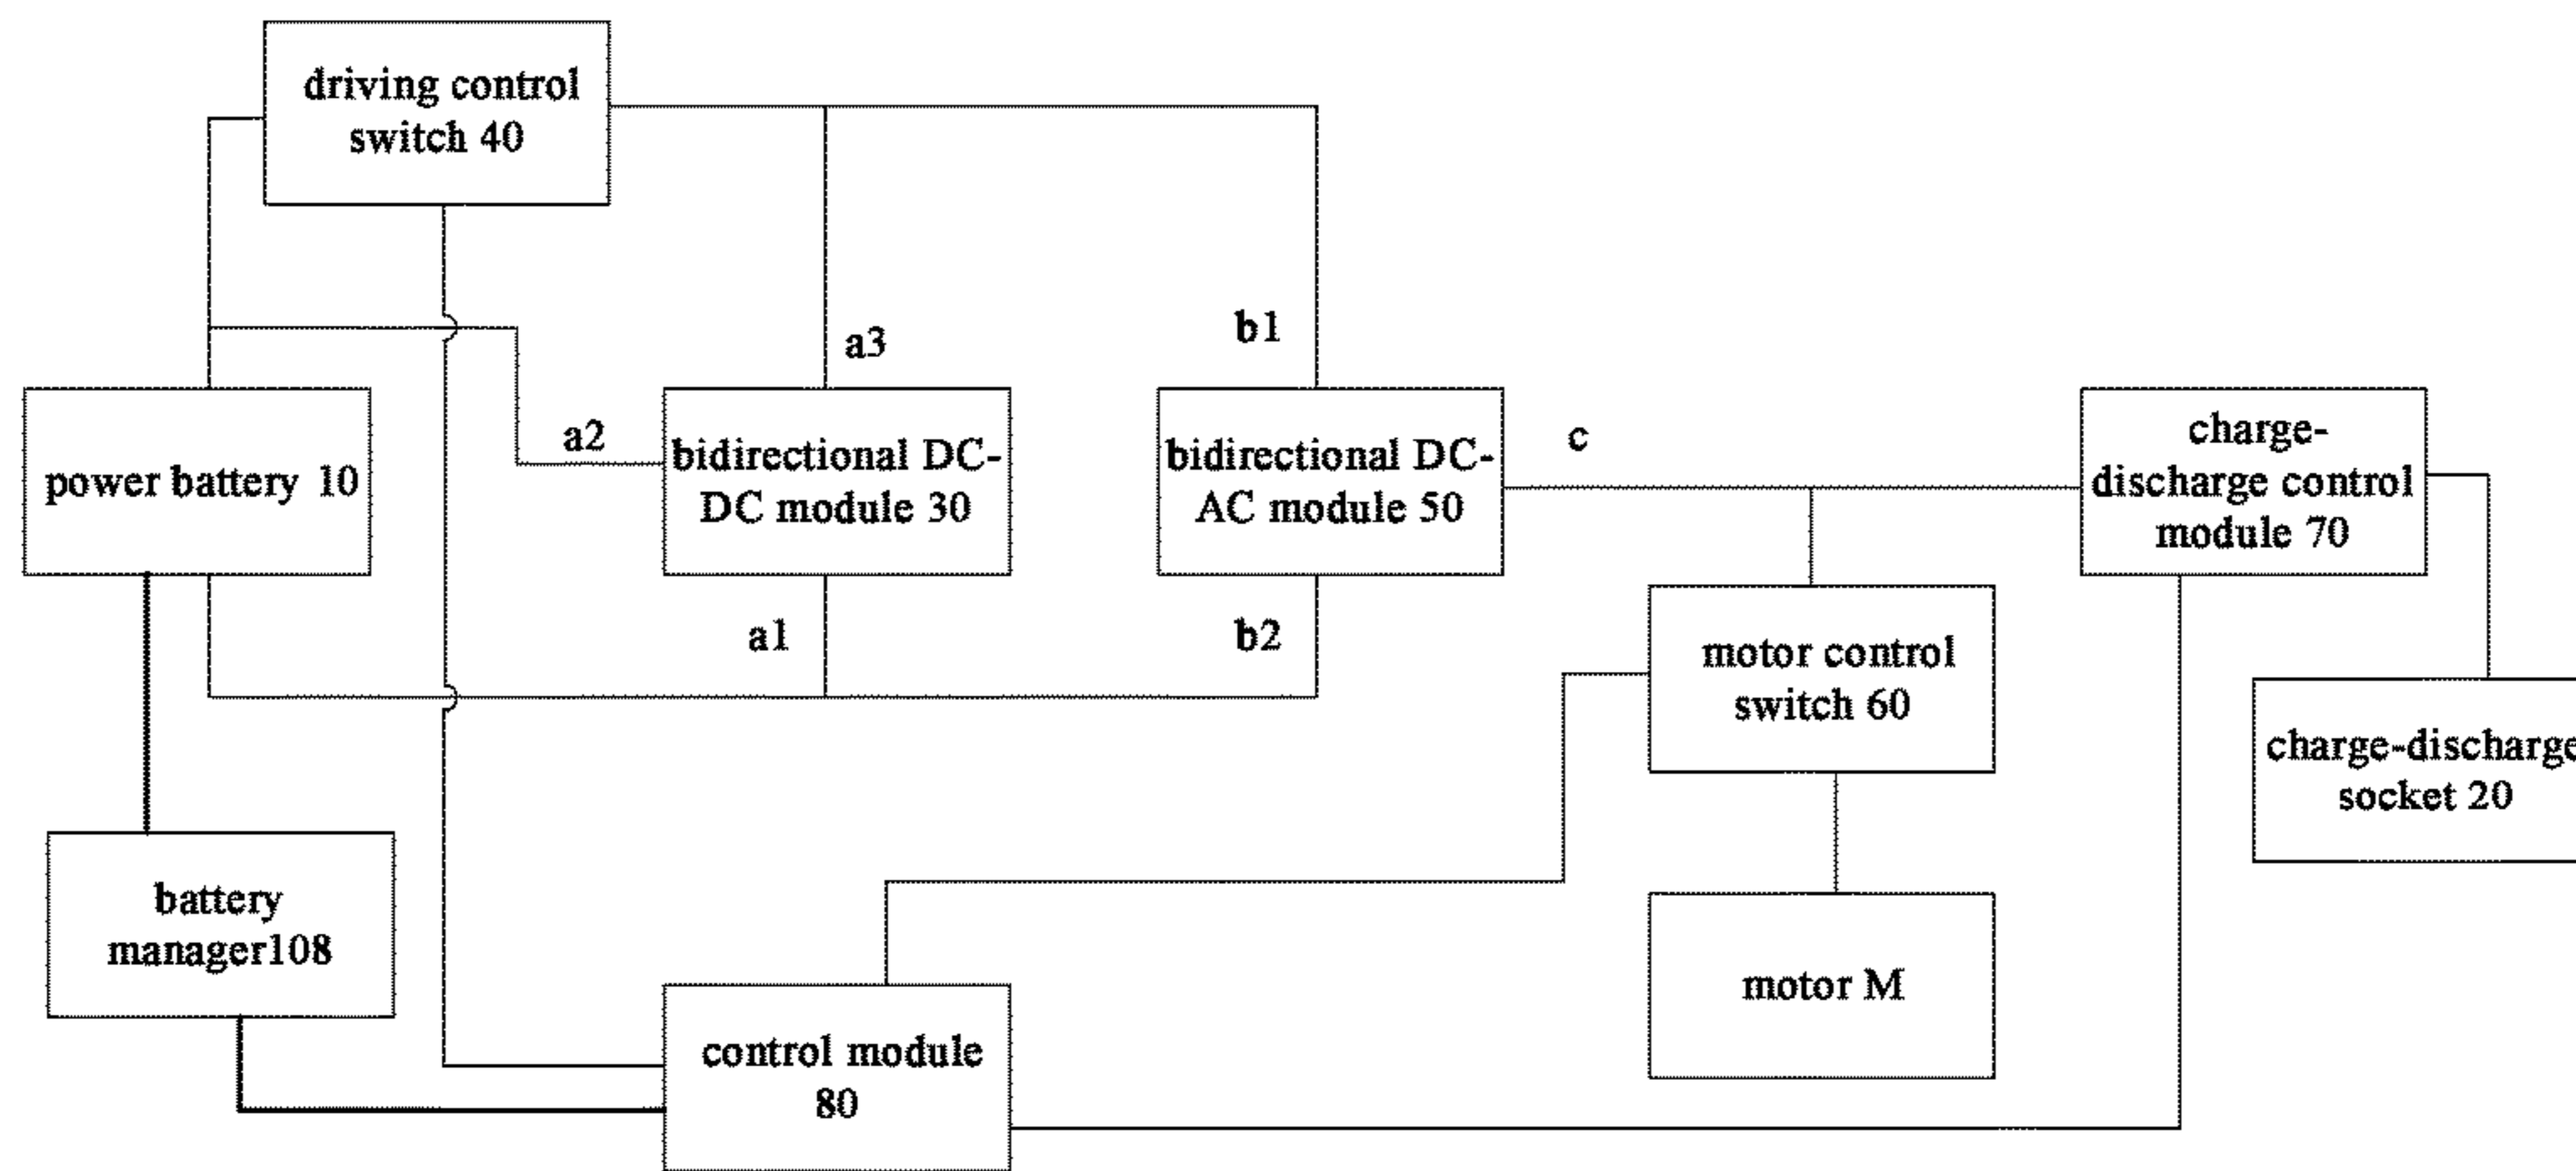 driving control
switch 40
a3
b1
a2
c
power battery 10
bidirectional DC-
DC module 30
bidirectional DC-
AC module 50
charge-
discharge control
module 70
a1
b2
motor control
switch 60
charge-discharge
socket 20
battery
manager108
motor M
control module
80